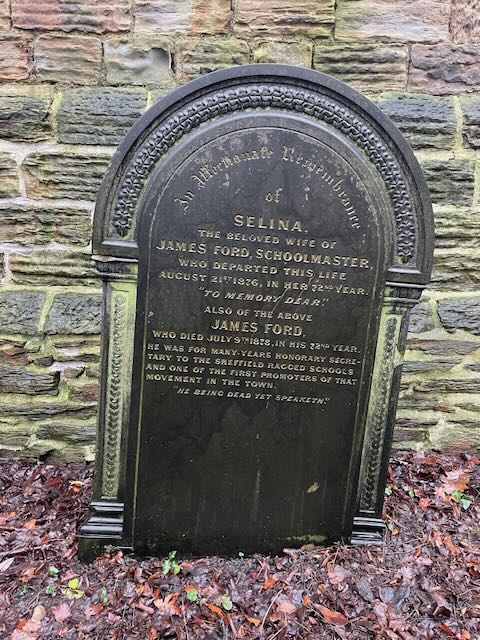 In Affectionate Remembrance
of
SELINA,
THE BELOVED WIFE OF
JAMES FORD, SCHOOLMASTER,
WHO DEPARTED THIS LIFE
AUGUST 21ST 1876, IN HER 72ND YEAR.
"TO MEMORY DEAR."
ALSO OF THE ABOVE
JAMES FORD,
WHO DIED JULY 9TH 1878, IN HIS 72ND YEAR.
HE WAS FOR MANY YEARS HONORARY SECRE-
TARY TO THE SHEFFIELD RAGGED SCHOOLS
AND ONE OF THE FIRST PROMOTERS OF THAT
MOVEMENT IN THE TOWN.
"HE BEING DEAD YET SPEAKETH."